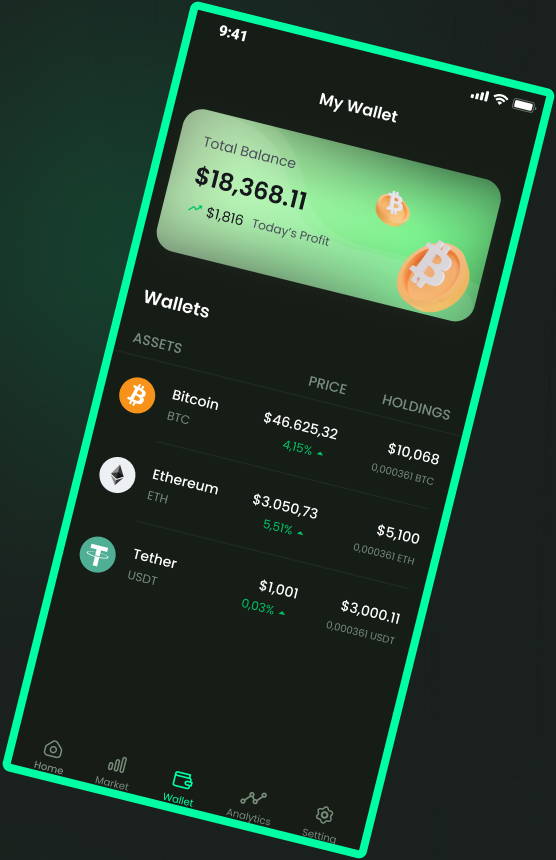 9:41
My Wallet
Total Balance
$18,368.11
$1,816 Today's Profit
Wallets
ASSETS PRICE HOLDINGS
Bitcoin $46.625,32 $10,068
BTC 4,15% 0,000361 BTC
Ethereum $3.050,73 $5,100
ETH 5,51% 0,000361 ETH
Tether $1,001 $3,000.11
USDT 0,03% 0,000361 USDT
Home Market Wallet Analytics Setting